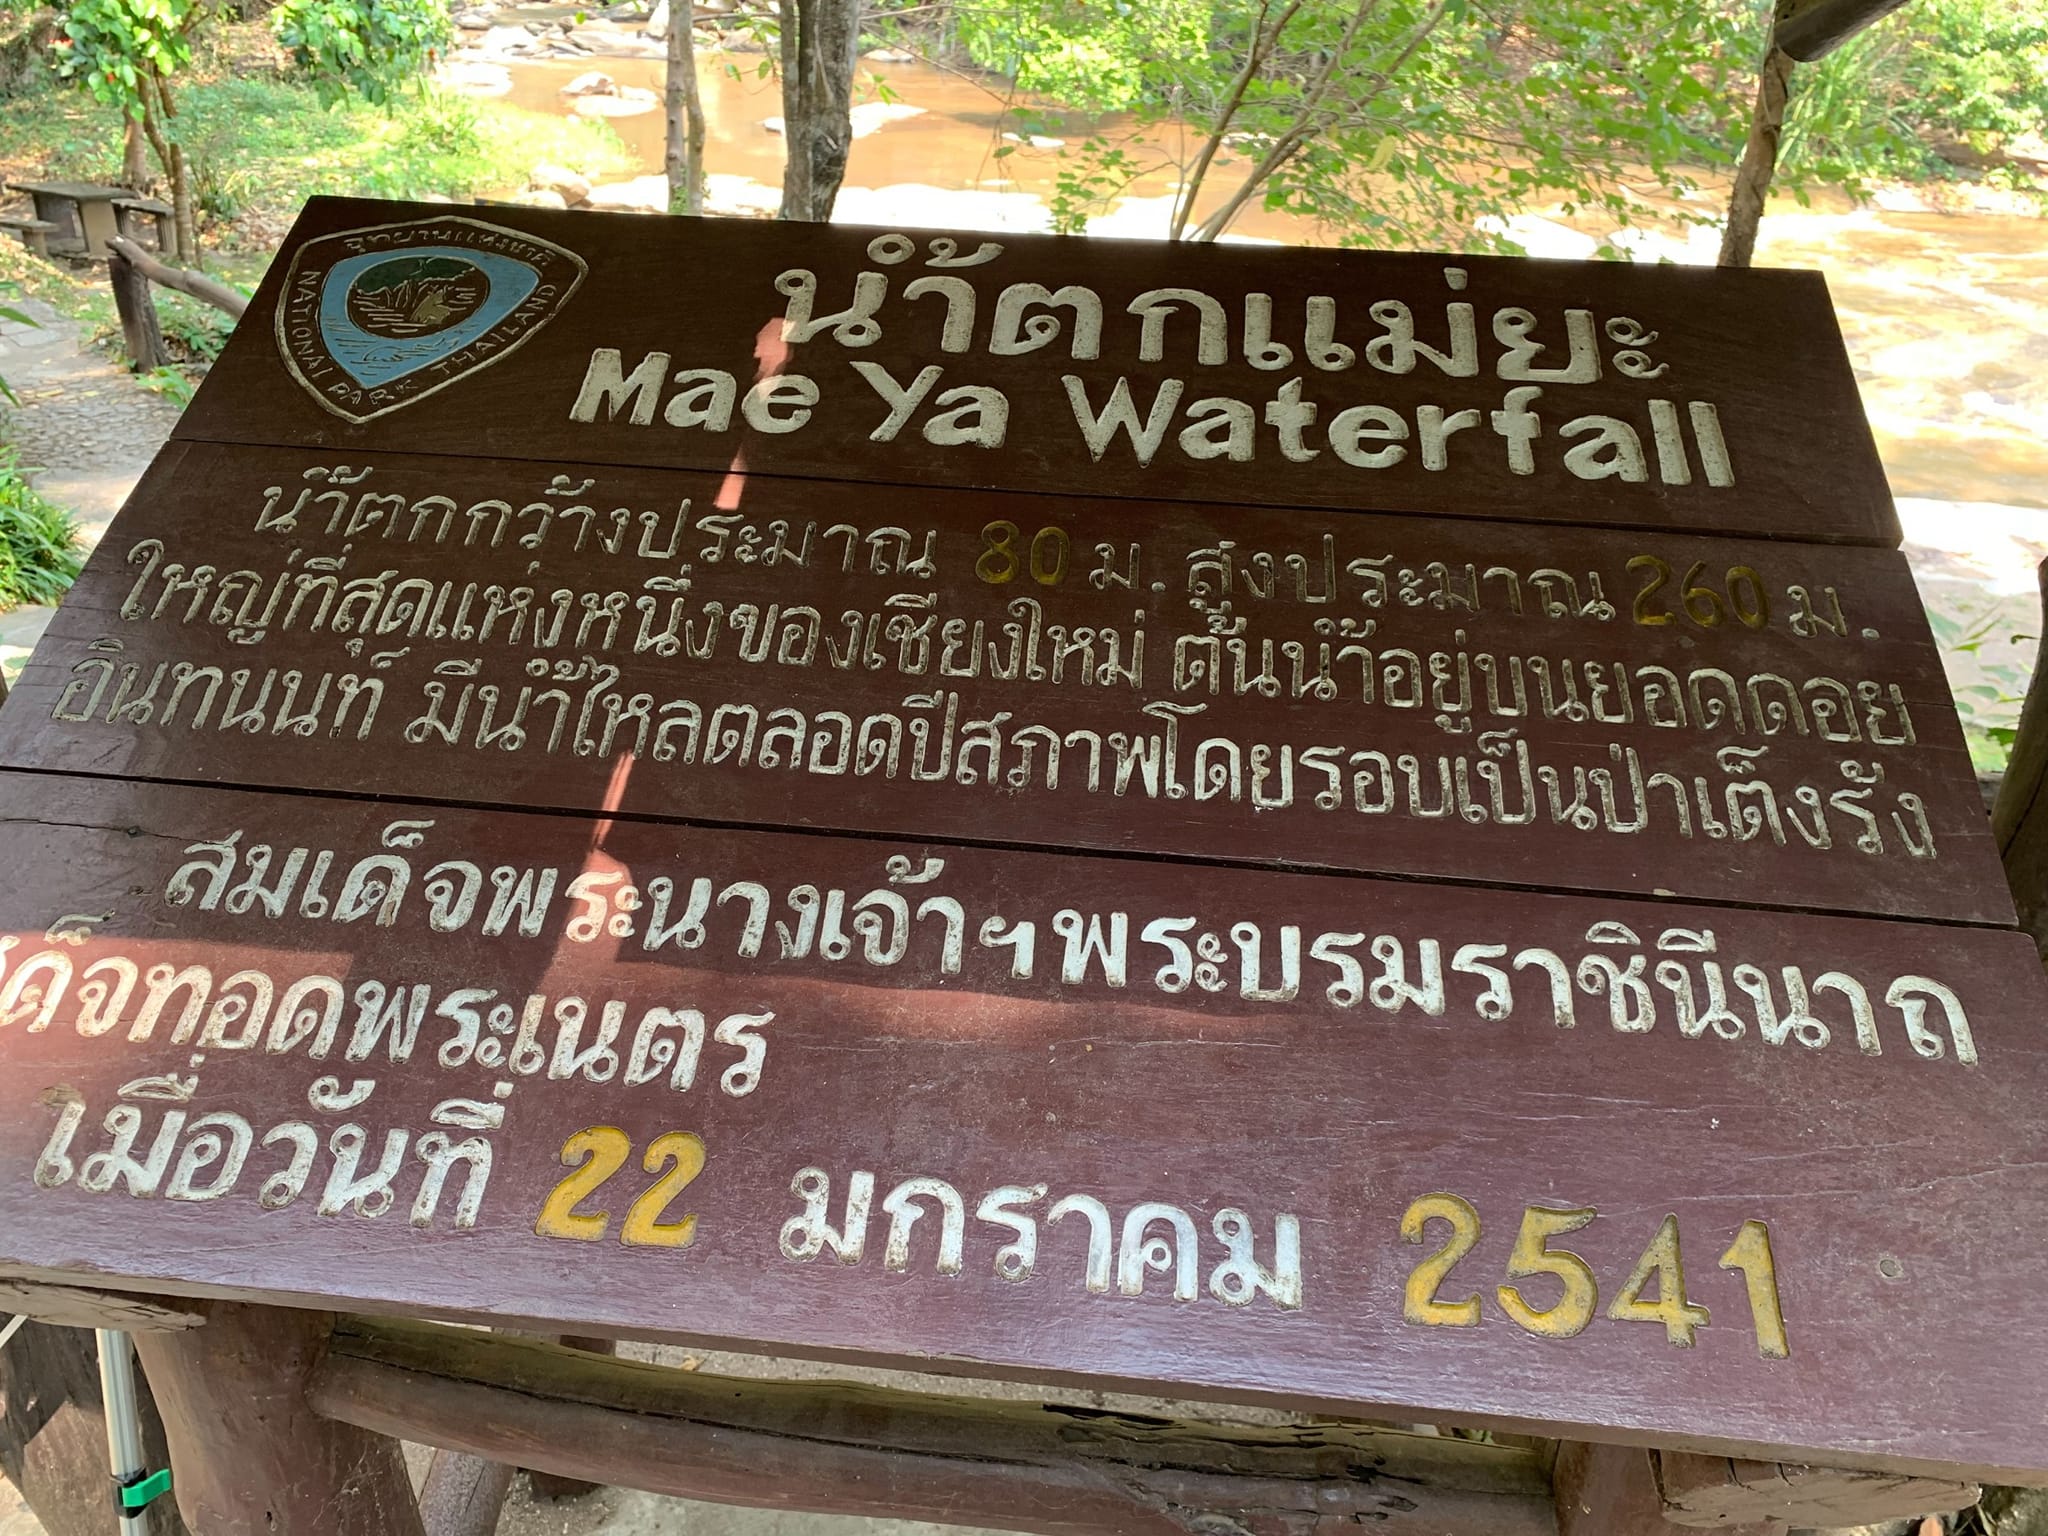 อุทยานแห่งชาติ
NATIONAL PARK THAILAND
น้ำตกแม่ยะ
Mae Ya Waterfall
น้ำตกกว้างประมาณ 80 ม. สูงประมาณ 260 ม.
ใหญ่ที่สุดแห่งหนึ่งของเชียงใหม่ ต้นน้ำอยู่บนยอดดอย
อินทนนท์ มีน้ำไหลตลอดปีสภาพโดยรอบเป็นป่าเต็งรัง
สมเด็จพระนางเจ้าฯพระบรมราชินีนาถ
เสด็จทอดพระเนตร
เมื่อวันที่ 22 มกราคม 2541